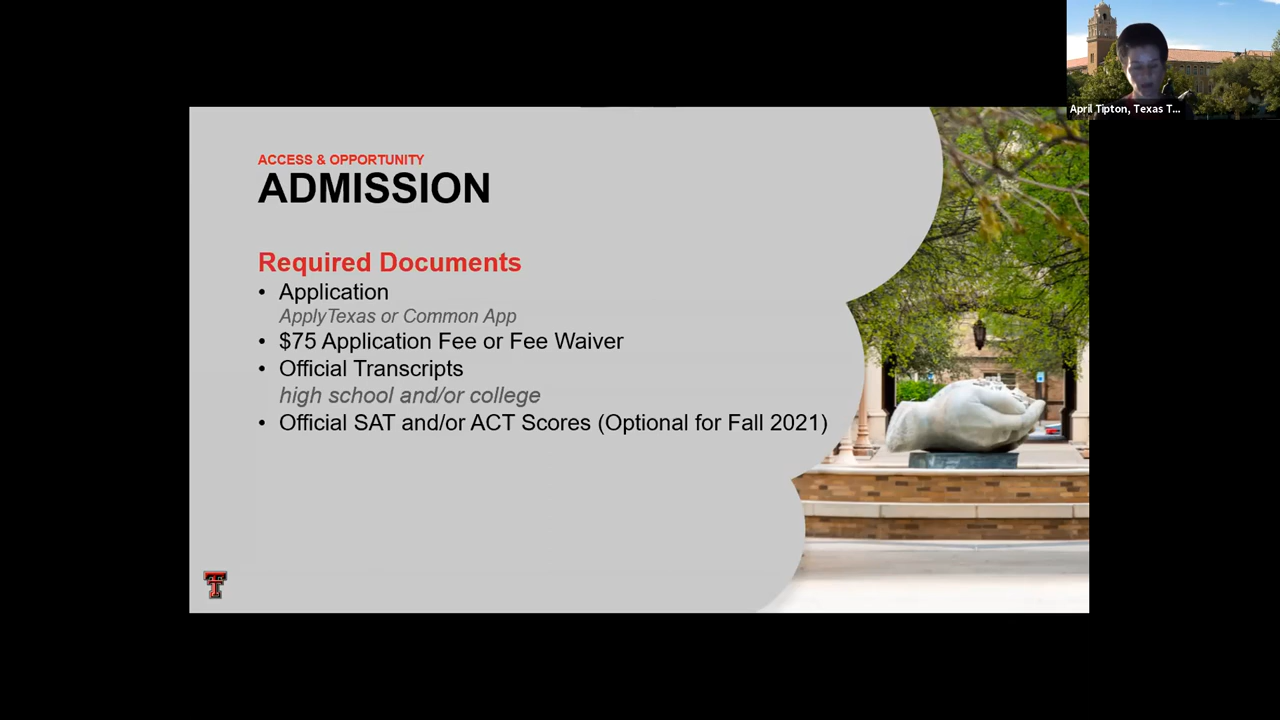 April Tipton, Texas T...
ACCESS & OPPORTUNITY
ADMISSION
Required Documents
• Application
ApplyTexas or Common App
• $75 Application Fee or Fee Waiver
• Official Transcripts
high school and/or college
• Official SAT and/or ACT Scores (Optional for Fall 2021)